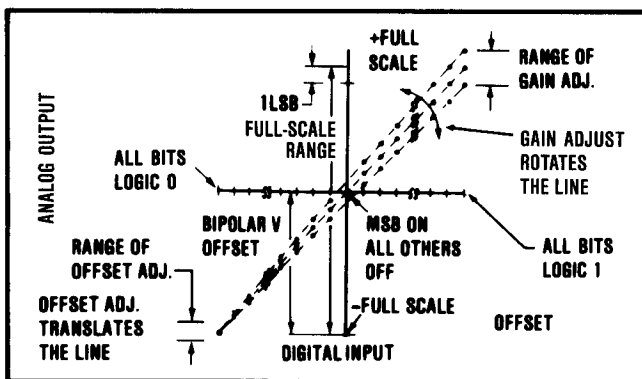 +FULL
SCALE
RANGE OF
GAIN ADJ.
1LSB
FULL-SCALE
RANGE
GAIN ADJUST
ROTATES
THE LINE
ANALOG OUTPUT
ALL BITS
LOGIC 0
BIPOLAR V
OFFSET
MSB ON
ALL OTHERS
OFF
ALL BITS
LOGIC 1
RANGE OF
OFFSET ADJ.
OFFSET ADJ.
TRANSLATES
THE LINE
-FULL SCALE
OFFSET
DIGITAL INPUT